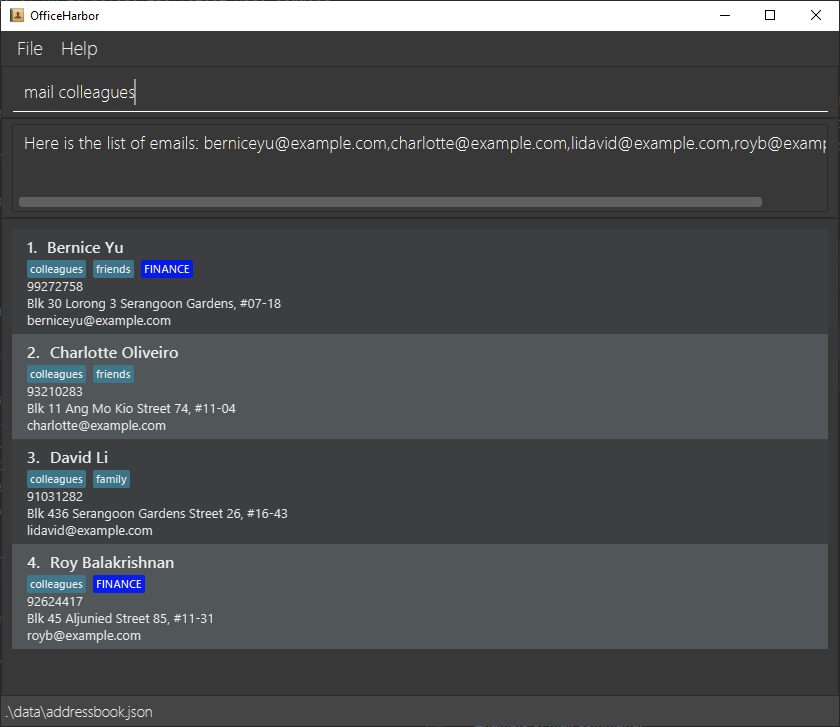 OfficeHarbor
File Help
mail colleagues
Here is the list of emails: berniceyu@example.com,charlotte@example.com,lidavid@example.com,royb@examp
1. Bernice Yu
colleagues friends FINANCE
99272758
Blk 30 Lorong 3 Serangoon Gardens, #07-18
berniceyu@example.com
2. Charlotte Oliveiro
colleagues friends
93210283
Blk 11 Ang Mo Kio Street 74, #11-04
charlotte@example.com
3. David Li
colleagues family
91031282
Blk 436 Serangoon Gardens Street 26, #16-43
lidavid@example.com
4. Roy Balakrishnan
colleagues FINANCE
92624417
Blk 45 Aljunied Street 85, #11-31
royb@example.com
.\data\addressbook.json